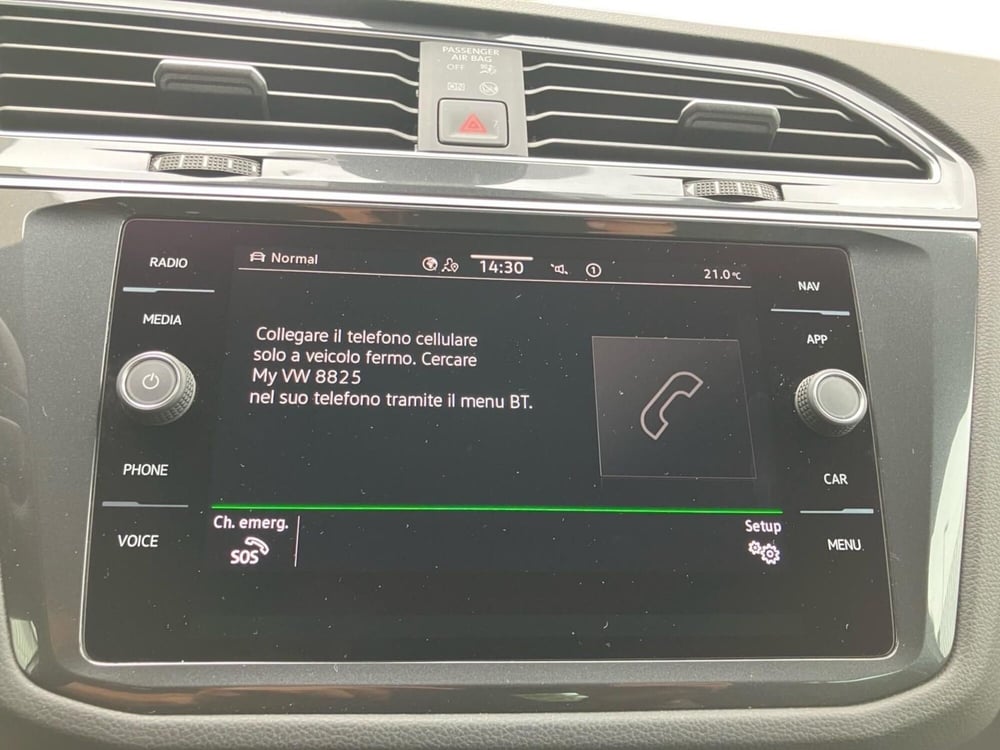 PASSENGER
AIR BAG
OFF
Normal
14:30
1
21.0°C
RADIO
MEDIA
PHONE
VOICE
Collegare il telefono cellulare
solo a veicolo fermo. Cercare
My VW 8825
nel suo telefono tramite il menu BT.
Ch. emerg.
SOS
Setup
NAV
APP
CAR
MENU